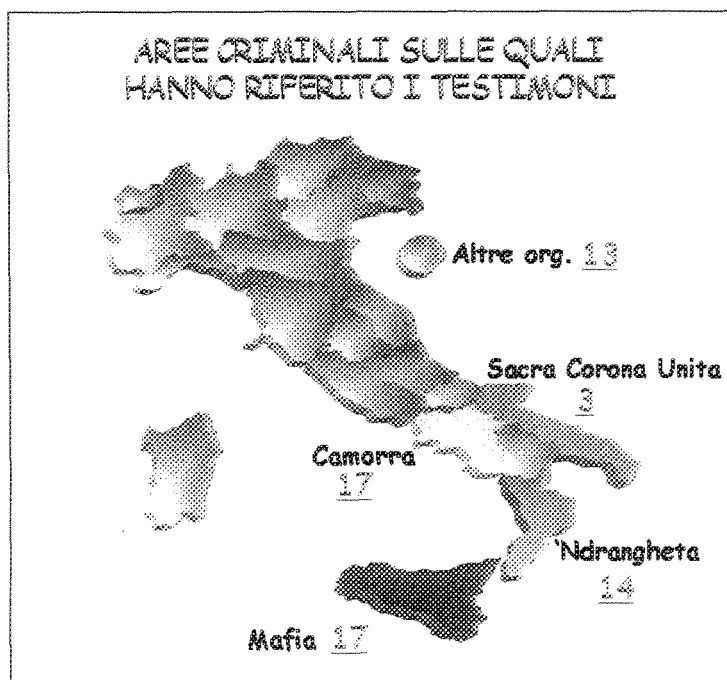 AREE CRIMINALI SULLE QUALI
HANNO RIFERITO I TESTIMONI
Altre org. 13
Sacra Corona Unita
3
Camorra
17
'Ndrangheta
14
Mafia 17